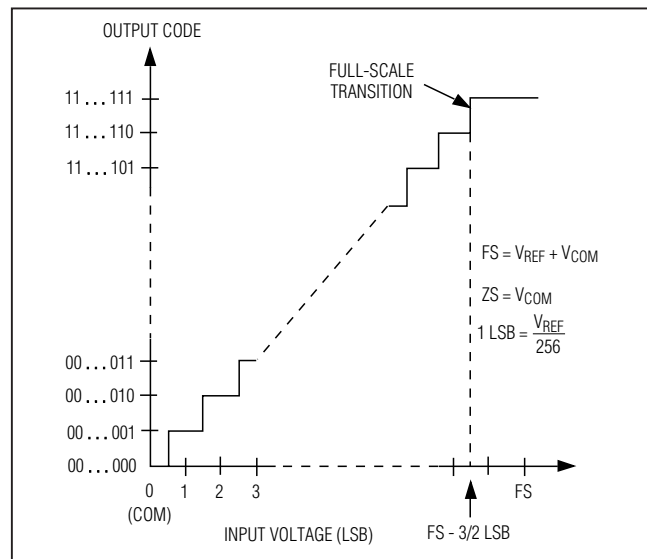 OUTPUT CODE
FULL-SCALE
TRANSITION
11...111
11...110
11...101
FS = VREF + VCOM
ZS = VCOM
1 LSB = VREF
256
00...011
00...010
00...001
00...000
0
1
2
3
FS
(COM)
INPUT VOLTAGE (LSB)
FS - 3/2 LSB